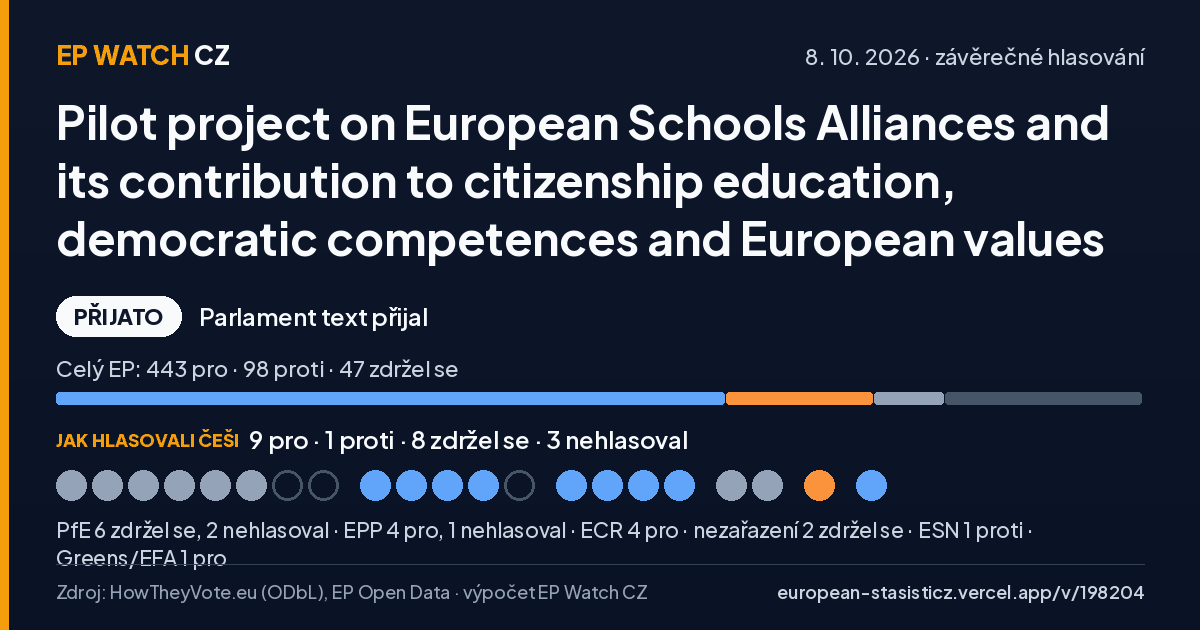 EP WATCH CZ
8. 10. 2026 · závěrečné hlasování
Pilot project on European Schools Alliances and
its contribution to citizenship education,
democratic competences and European values
PŘIJATO Parlament text přijal
Celý EP: 443 pro · 98 proti · 47 zdržel se
JAK HLASOVALI ČEŠI 9 pro · 1 proti · 8 zdržel se · 3 nehlasoval
PfE 6 zdržel se, 2 nehlasoval · EPP 4 pro, 1 nehlasoval · ECR 4 pro · nezařazení 2 zdržel se · ESN 1 proti ·
Greens/EFA 1 pro
Zdroj: HowTheyVote.eu (ODbL), EP Open Data · výpočet EP Watch CZ
european-stasisticz.vercel.app/v/198204